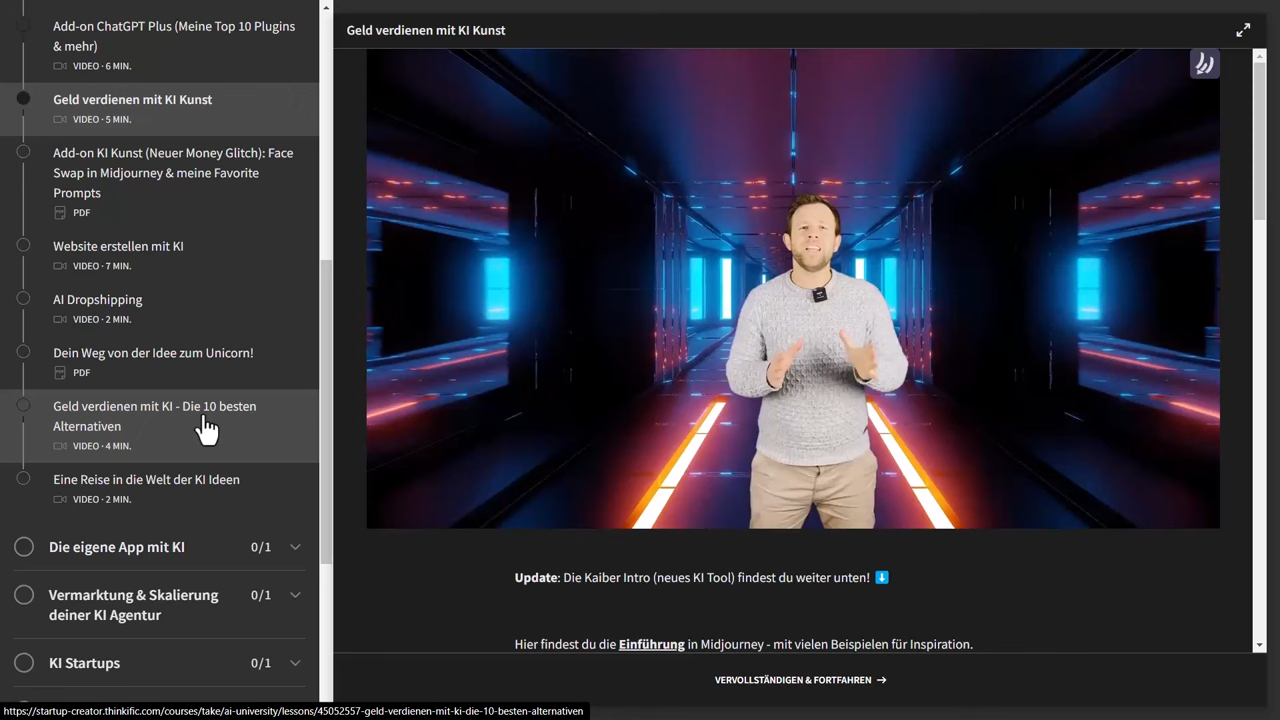 Add-on ChatGPT Plus (Meine Top 10 Plugins
& mehr)
VIDEO · 6 MIN.
Geld verdienen mit KI Kunst
VIDEO · 5 MIN.
Add-on KI Kunst (Neuer Money Glitch): Face
Swap in Midjourney & meine Favorite
Prompts
PDF
Website erstellen mit KI
VIDEO · 7 MIN.
AI Dropshipping
VIDEO · 2 MIN.
Dein Weg von der Idee zum Unicorn!
PDF
Geld verdienen mit KI - Die 10 besten
Alternativen
VIDEO · 4 MIN.
Eine Reise in die Welt der KI Ideen
VIDEO · 2 MIN.
Die eigene App mit KI 0/1
Vermarktung & Skalierung
deiner KI Agentur 0/1
KI Startups 0/1
https://startup-creator.thinkific.com/courses/take/ai-university/lessons/45052557-geld-verdienen-mit-ki-die-10-besten-alternativen
Geld verdienen mit KI Kunst
Update: Die Kaiber Intro (neues KI Tool) findest du weiter unten! ⬇️
Hier findest du die Einführung in Midjourney - mit vielen Beispielen für Inspiration.
VERVOLLSTÄNDIGEN & FORTFAHREN →